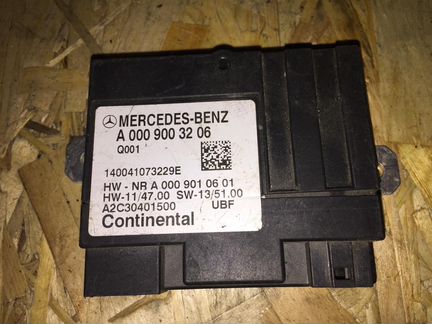 MERCEDES-BENZ
A 000 900 32 06
Q001
140041073229E
HW - NR A 000 901 06 01
HW-11/47.00 SW-13/51.00
A2C30401500 UBF
Continental